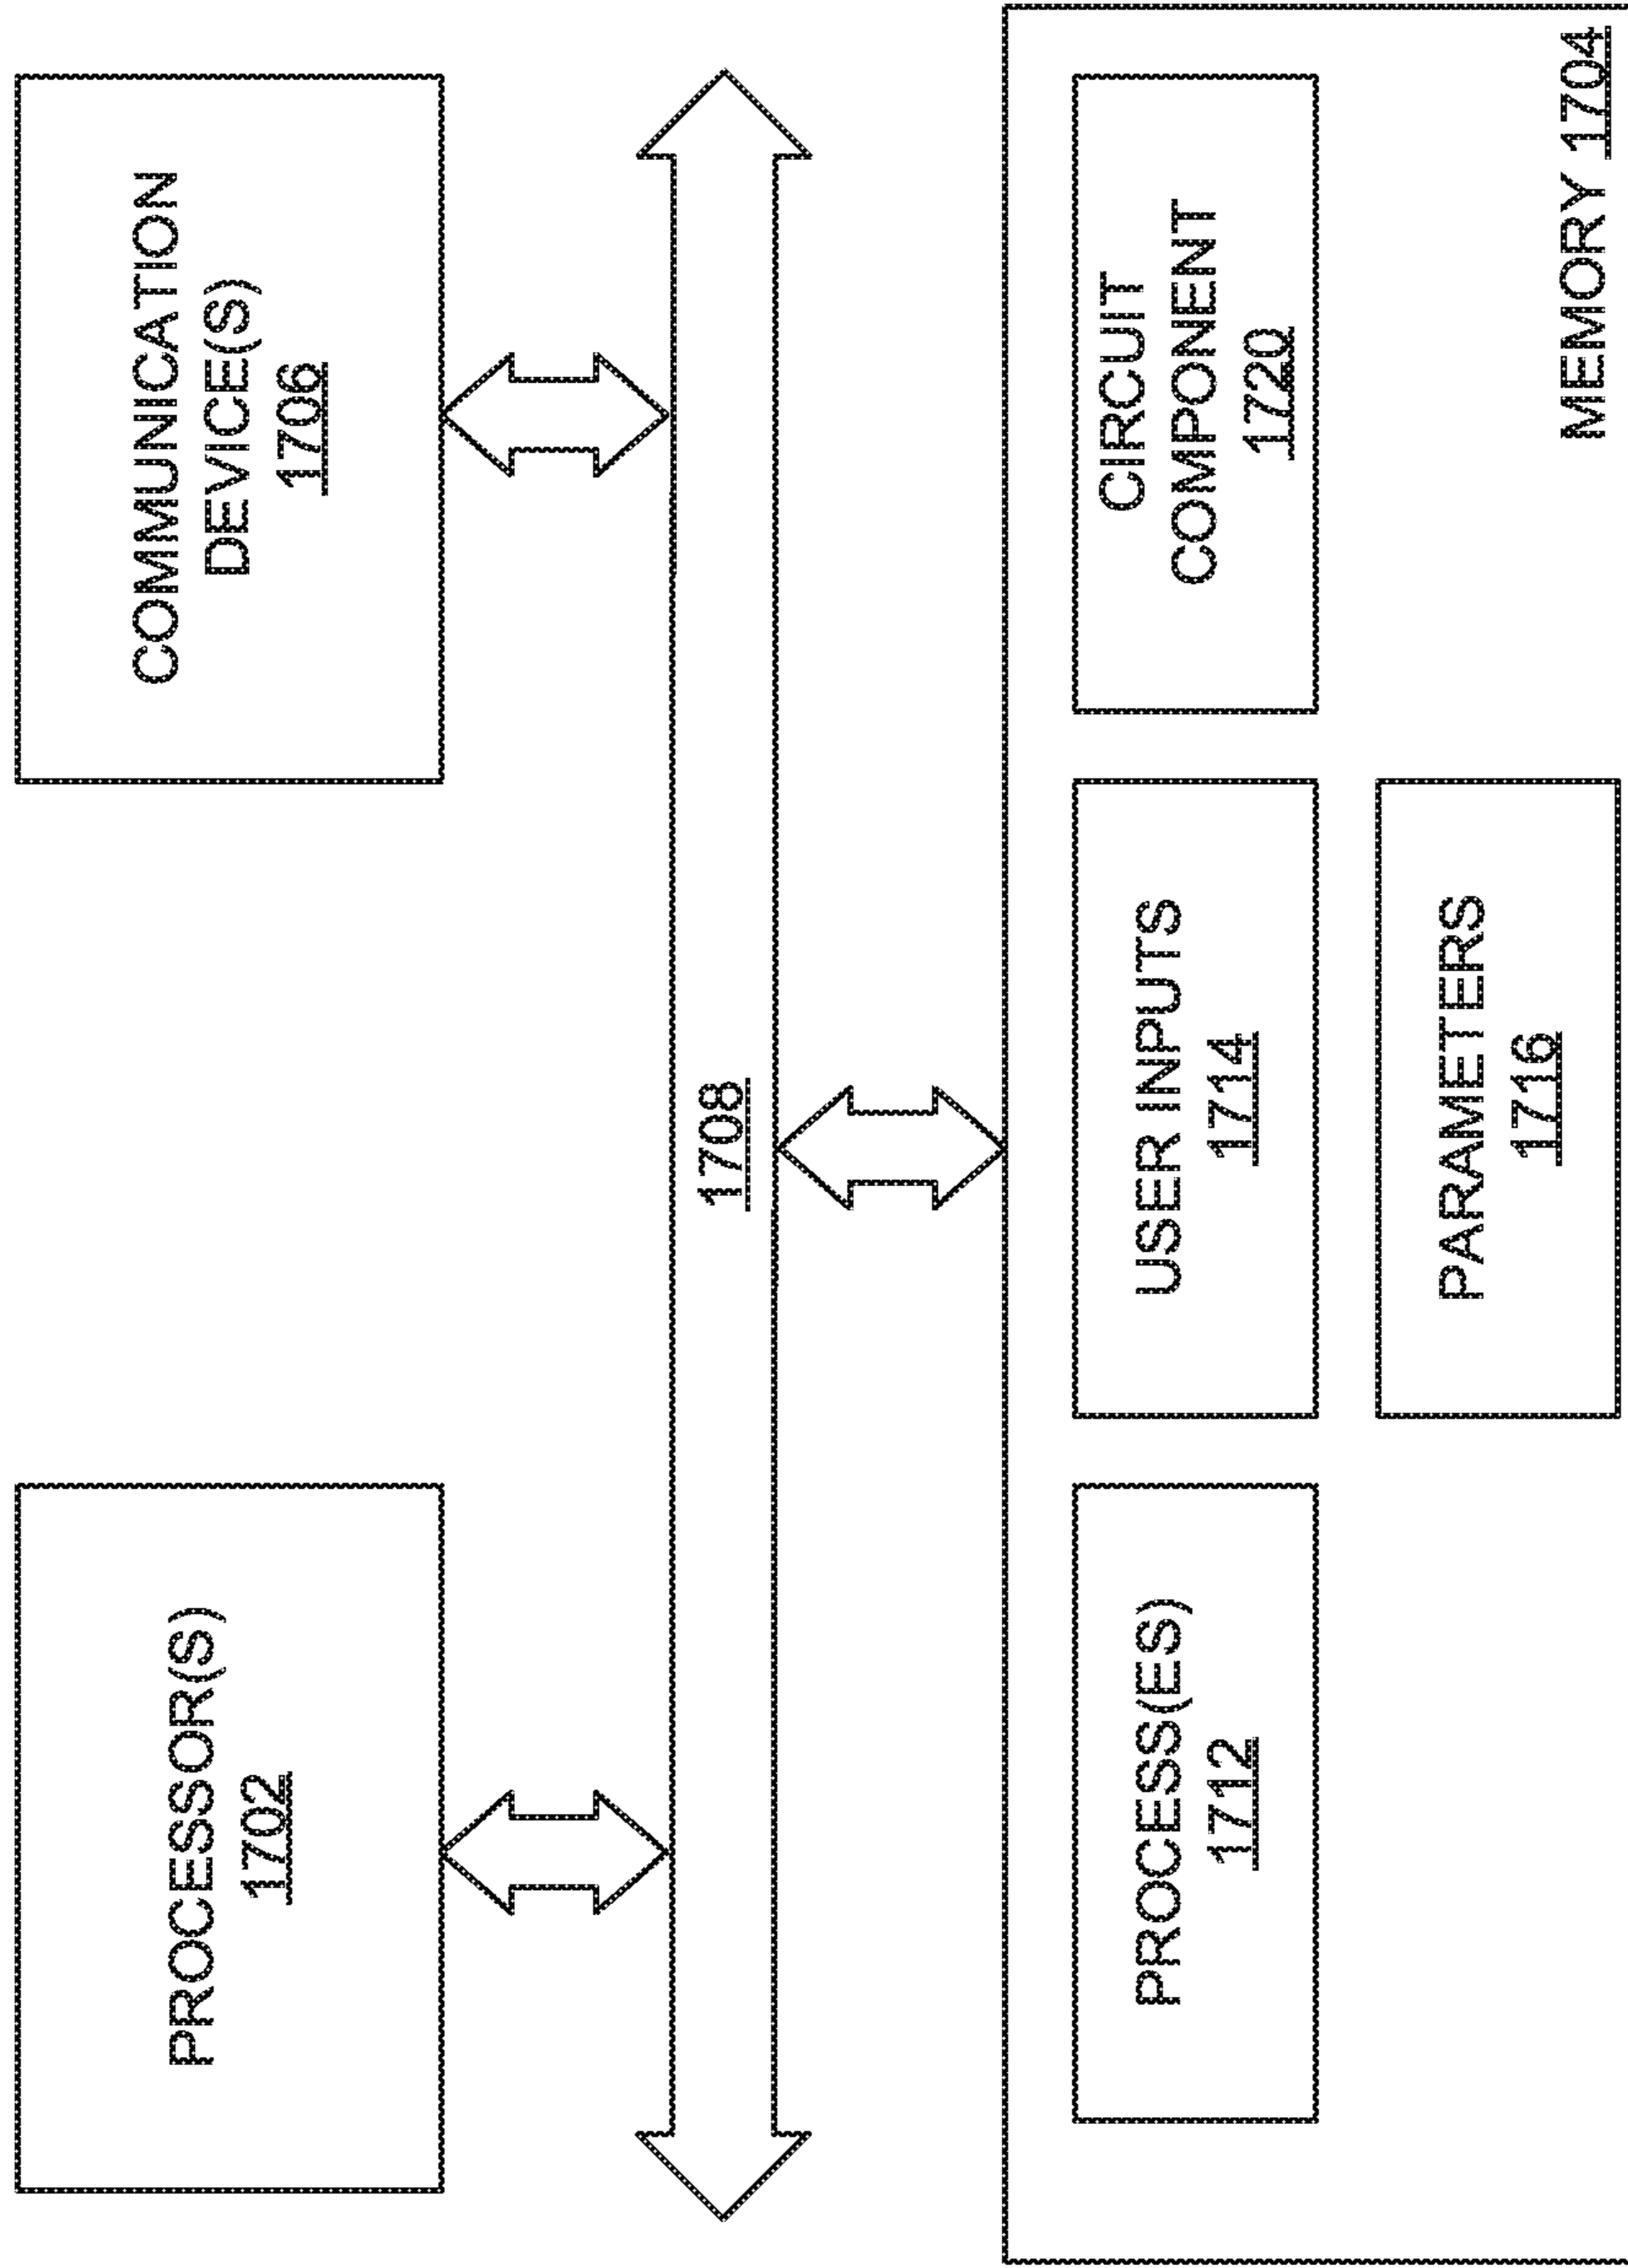 PROCESSOR(S)
1702
COMMUNICATION
DEVICE(S)
1706
1708
PROCESS(ES)
1712
USER INPUTS
1714
CIRCUIT
COMPONENT
1720
PARAMETERS
1716
MEMORY 1704